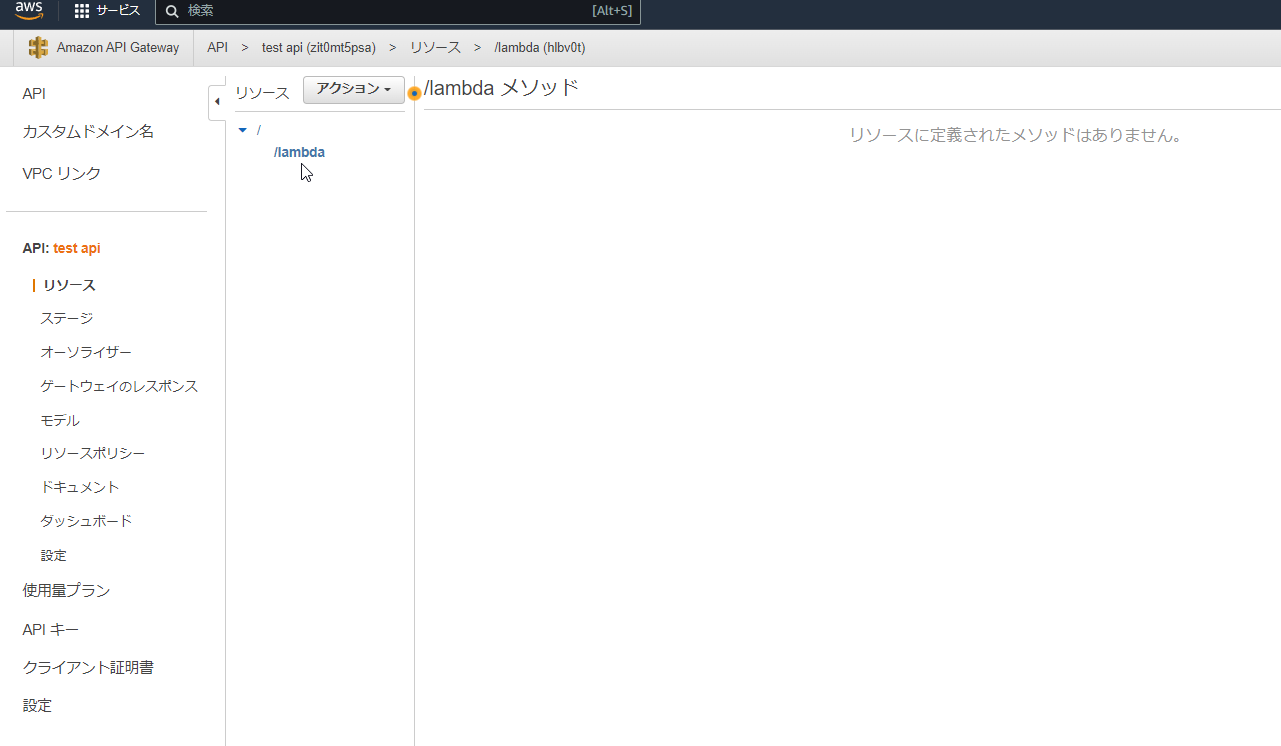 aws サービス 検索 [Alt+S]
Amazon API Gateway API > test api (zit0mt5psa) > リソース > /lambda (hlbv0t)
API
カスタムドメイン名
VPC リンク
API: test api
リソース
ステージ
オーソライザー
ゲートウェイのレスポンス
モデル
リソースポリシー
ドキュメント
ダッシュボード
設定
使用量プラン
API キー
クライアント証明書
設定
リソース アクション
/
/lambda
/lambda メソッド
リソースに定義されたメソッドはありません。